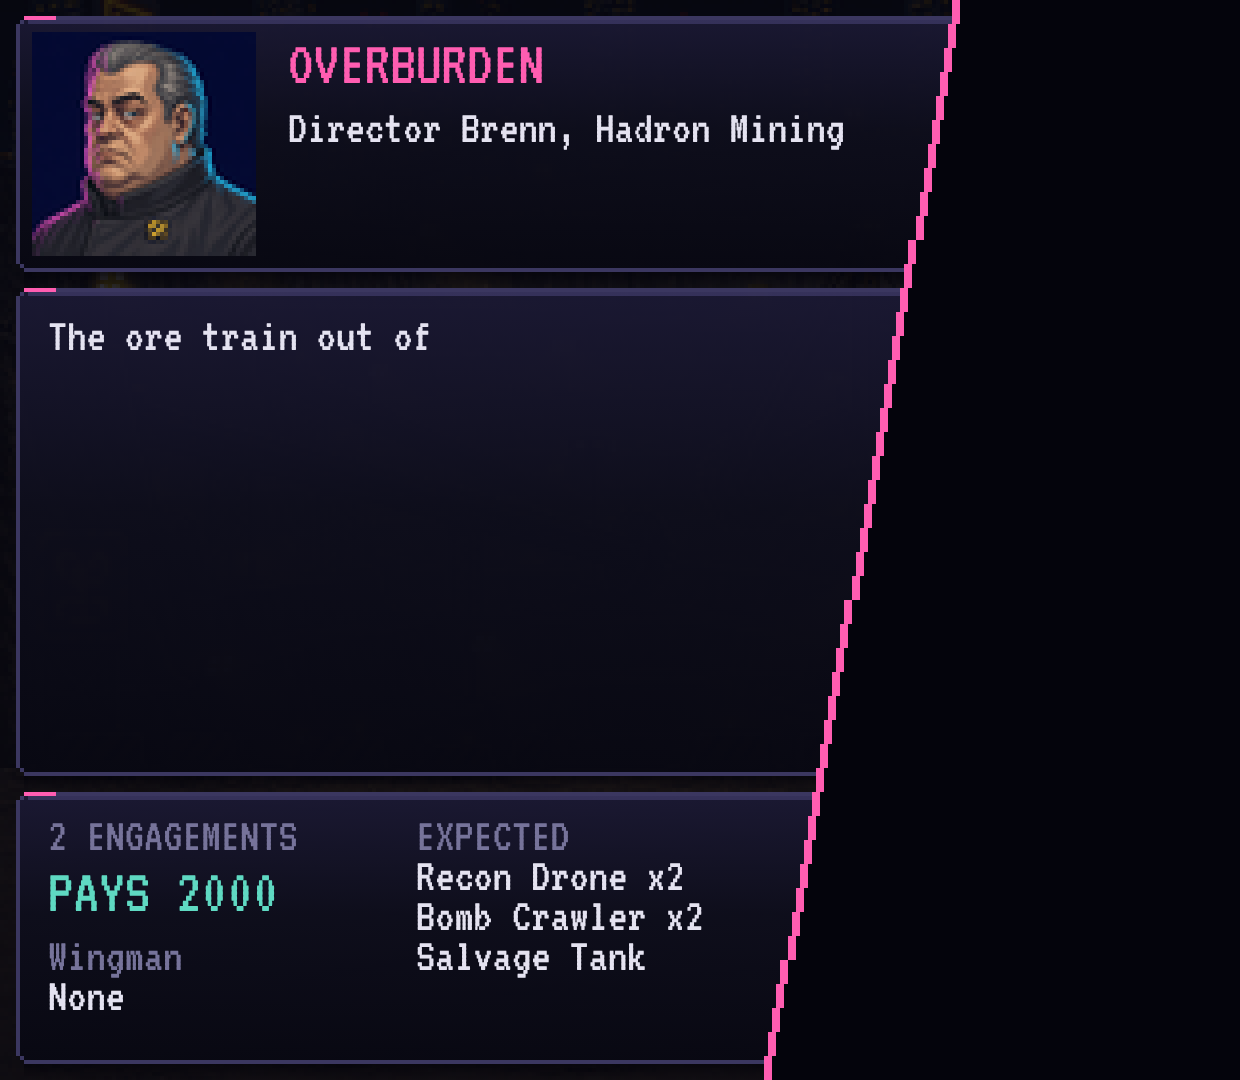 OVERBURDEN
Director Brenn, Hadron Mining
The ore train out of
2 ENGAGEMENTS
PAYS 2000
Wingman
None
EXPECTED
Recon Drone x2
Bomb Crawler x2
Salvage Tank